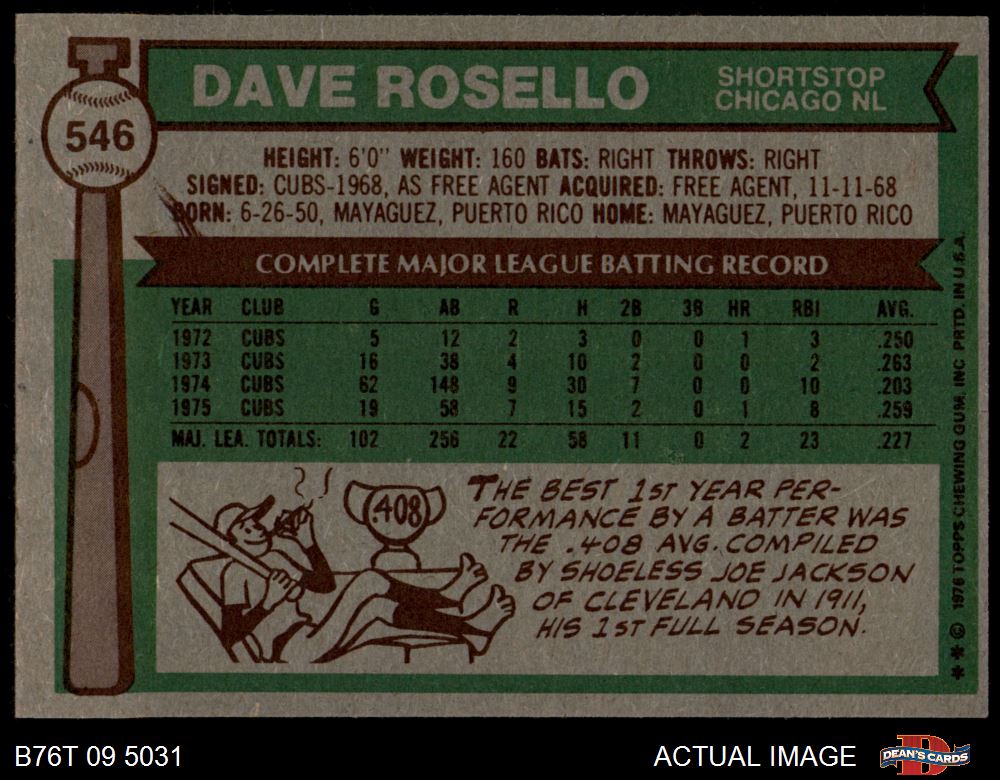 546
DAVE ROSELLO
SHORTSTOP
CHICAGO NL
HEIGHT: 6'0" WEIGHT: 160 BATS: RIGHT THROWS: RIGHT
SIGNED: CUBS-1968, AS FREE AGENT ACQUIRED: FREE AGENT, 11-11-68
BORN: 6-26-50, MAYAGUEZ, PUERTO RICO HOME: MAYAGUEZ, PUERTO RICO
COMPLETE MAJOR LEAGUE BATTING RECORD
YEAR CLUB G AB R H 2B 3B HR RBI AVG.
1972 CUBS 5 12 2 3 0 0 1 3 .250
1973 CUBS 16 38 4 10 2 0 0 2 .263
1974 CUBS 62 148 9 30 7 0 0 10 .203
1975 CUBS 19 58 7 15 2 0 1 8 .259
MAJ. LEA. TOTALS: 102 256 22 58 11 0 2 23 .227
.408
THE BEST 1ST YEAR PER-
FORMANCE BY A BATTER WAS
THE .408 AVG. COMPILED
BY SHOELESS JOE JACKSON
OF CLEVELAND IN 1911,
HIS 1ST FULL SEASON.
* * © 1976 TOPPS CHEWING GUM, INC PRTD. IN U.S.A.
B76T 09 5031
ACTUAL IMAGE
DEAN'S CARDS